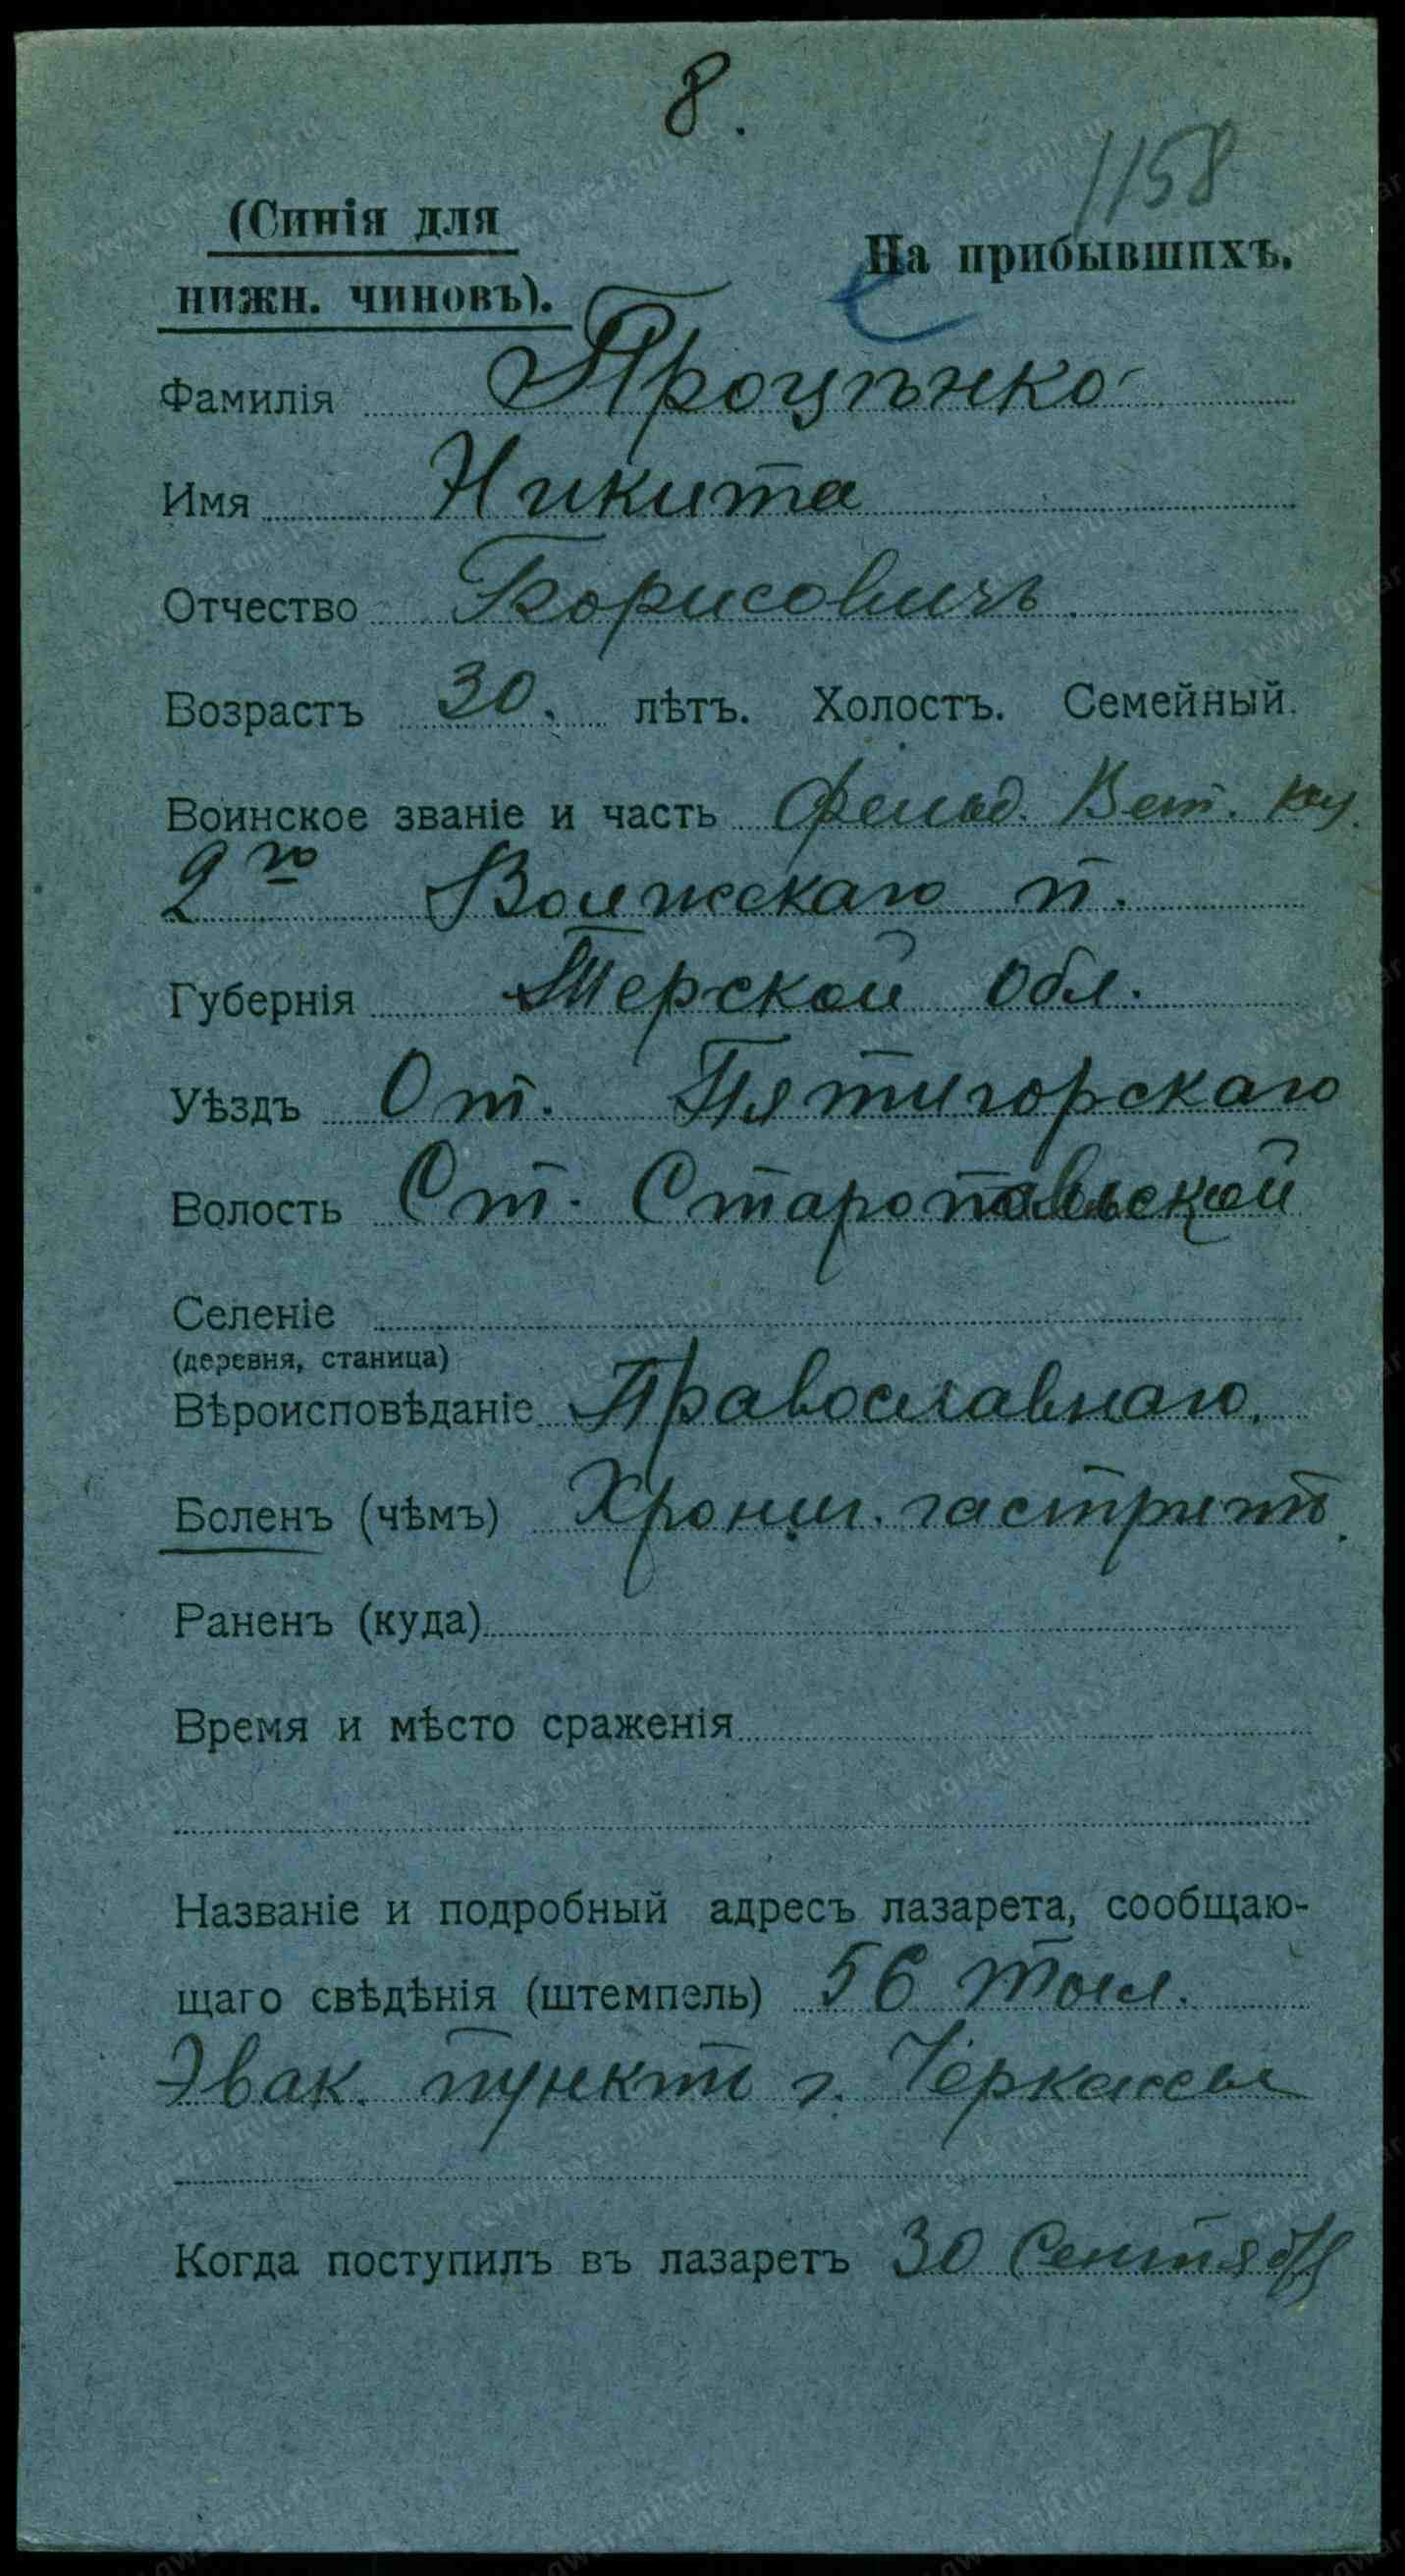 8.
1158
(Синія для
нижн. чиновъ).
На прибывшихъ.
Фамилія Процѣнко
Имя Никита
Отчество Борисовичъ
Возрастъ 30. лѣтъ. Холостъ. Семейный.
Воинское званіе и часть Фельд. Вет.
2го Волжскаго п.
Губернія Терской Обл.
Уѣздъ От. Пятигорскаго
Волость Ст. Старопавльской
Селеніе
(деревня, станица)
Вѣроисповѣданіе Православнаго.
Боленъ (чѣмъ) Хронич. гастритъ.
Раненъ (куда)
Время и мѣсто сраженія
Названіе и подробный адресъ лазарета, сообщаю-
щаго свѣдѣнія (штемпель) 56 тыл.
Эвак. пунктъ г. Черкассы
Когда поступилъ въ лазаретъ 30 Сентяб